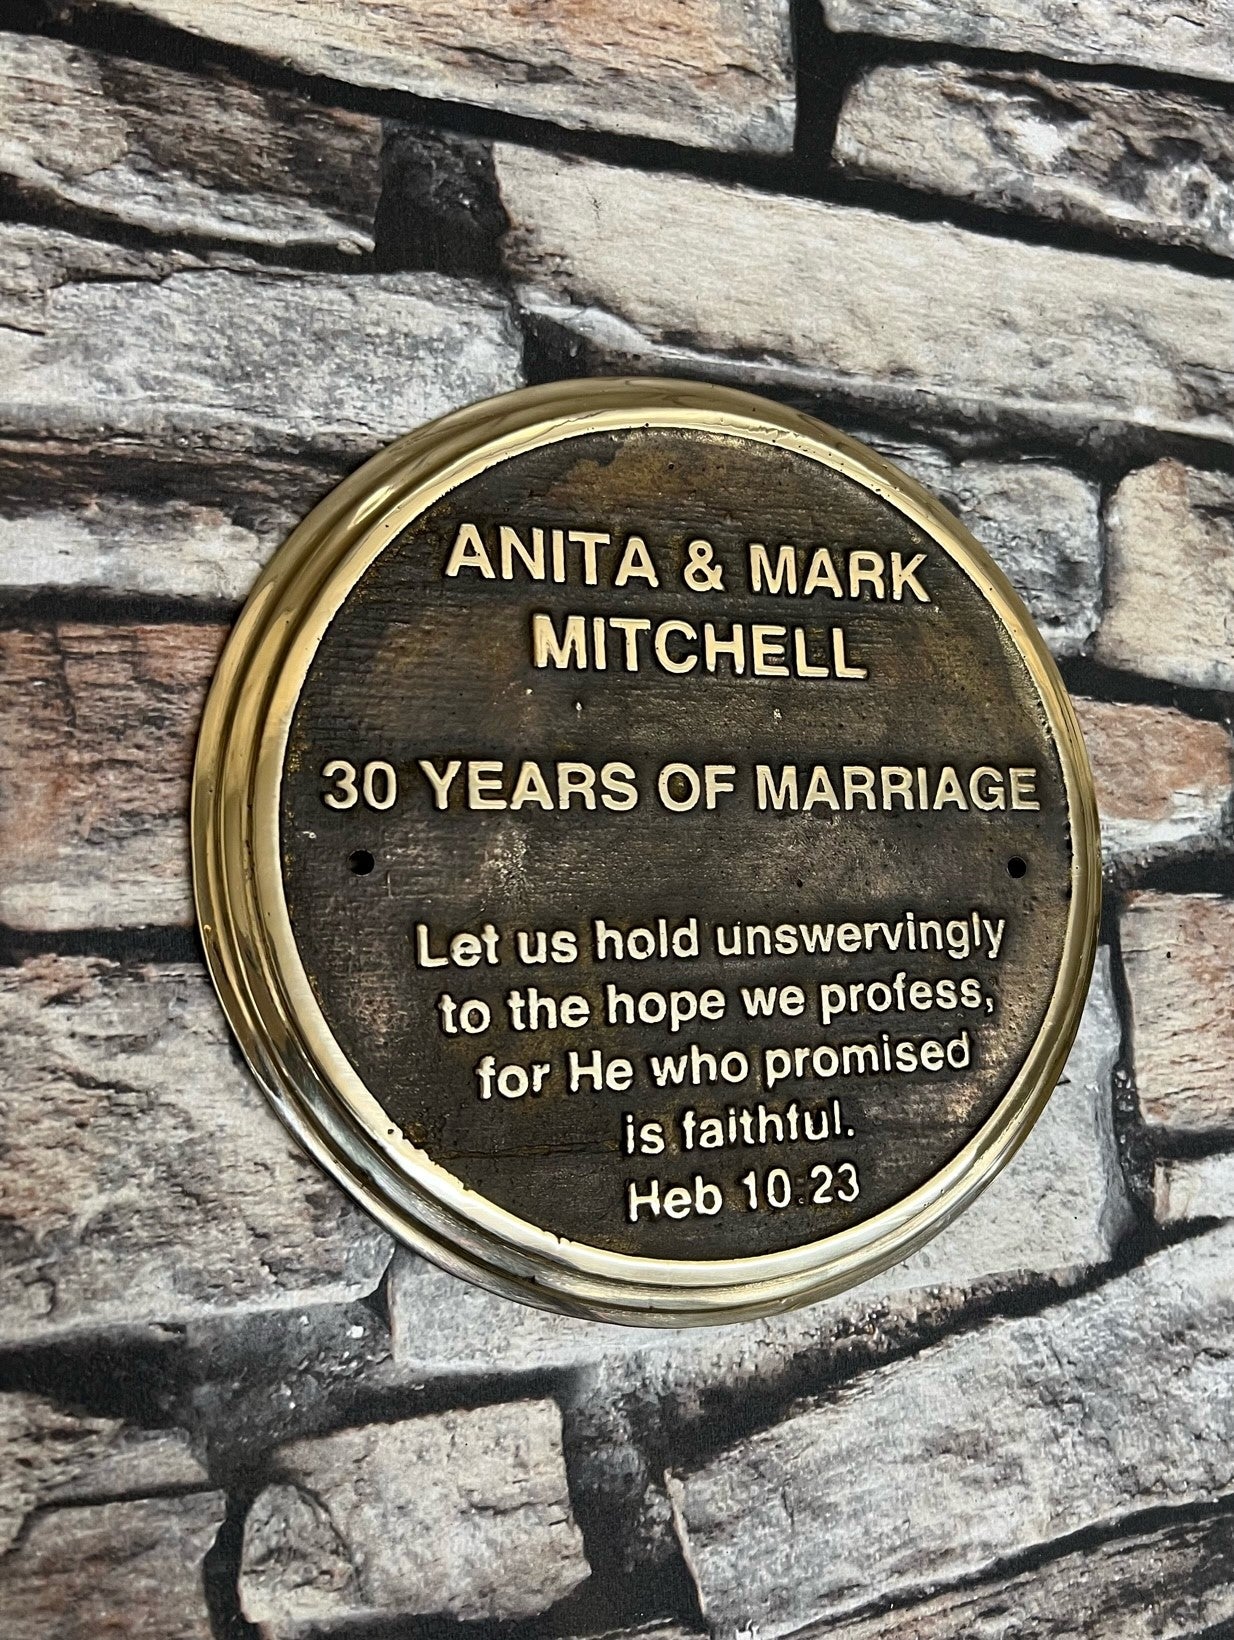 ANITA & MARK
MITCHELL
30 YEARS OF MARRIAGE
Let us hold unswervingly
to the hope we profess,
for He who promised
is faithful.
Heb 10:23